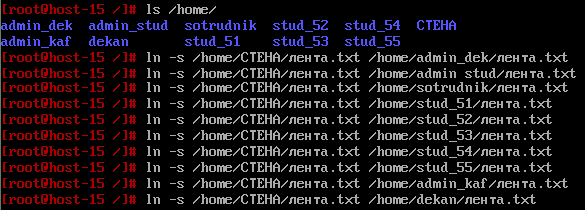 [root@host-15 /]# ls /home/
admin_dek admin_stud sotrudnik stud_52 stud_54 СТЕНА
admin_kaf dekan stud_51 stud_53 stud_55
[root@host-15 /]# ln -s /home/СТЕНА/лента.txt /home/admin_dek/лента.txt
[root@host-15 /]# ln -s /home/СТЕНА/лента.txt /home/admin_stud/лента.txt
[root@host-15 /]# ln -s /home/СТЕНА/лента.txt /home/sotrudnik/лента.txt
[root@host-15 /]# ln -s /home/СТЕНА/лента.txt /home/stud_51/лента.txt
[root@host-15 /]# ln -s /home/СТЕНА/лента.txt /home/stud_52/лента.txt
[root@host-15 /]# ln -s /home/СТЕНА/лента.txt /home/stud_53/лента.txt
[root@host-15 /]# ln -s /home/СТЕНА/лента.txt /home/stud_54/лента.txt
[root@host-15 /]# ln -s /home/СТЕНА/лента.txt /home/stud_55/лента.txt
[root@host-15 /]# ln -s /home/СТЕНА/лента.txt /home/admin_kaf/лента.txt
[root@host-15 /]# ln -s /home/СТЕНА/лента.txt /home/dekan/лента.txt